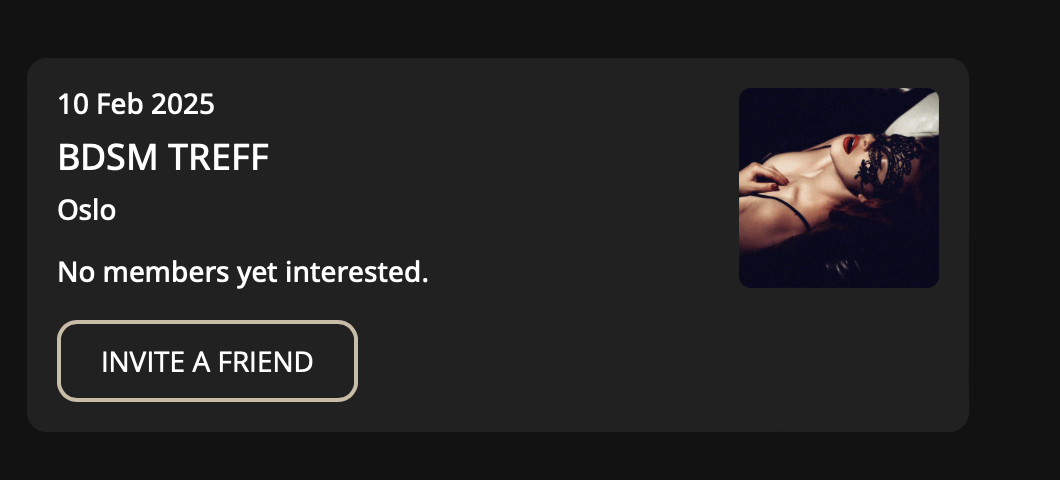 10 Feb 2025
BDSM TREFF
Oslo
No members yet interested.
INVITE A FRIEND